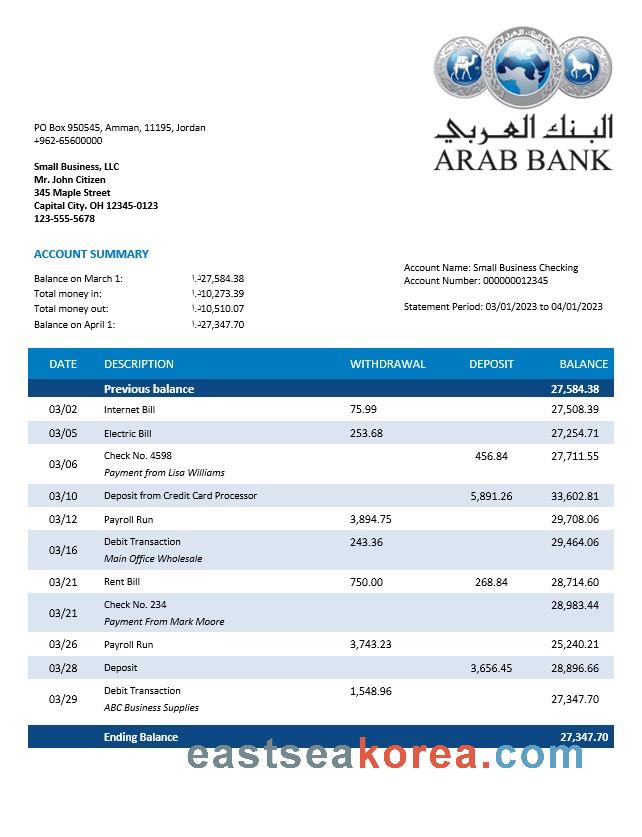 البنك العربي
ARAB BANK
PO Box 950545, Amman, 11195, Jordan
+962-65600000
Small Business, LLC
Mr. John Citizen
345 Maple Street
Capital City. OH 12345-0123
123-555-5678
ACCOUNT SUMMARY
Balance on March 1: د.ا27,584.38
Total money in: د.ا10,273.39
Total money out: د.ا10,510.07
Balance on April 1: د.ا27,347.70
Account Name: Small Business Checking
Account Number: 000000012345
Statement Period: 03/01/2023 to 04/01/2023
DATE DESCRIPTION WITHDRAWAL DEPOSIT BALANCE
Previous balance 27,584.38
03/02 Internet Bill 75.99 27,508.39
03/05 Electric Bill 253.68 27,254.71
03/06 Check No. 4598 456.84 27,711.55
Payment from Lisa Williams
03/10 Deposit from Credit Card Processor 5,891.26 33,602.81
03/12 Payroll Run 3,894.75 29,708.06
03/16 Debit Transaction 243.36 29,464.06
Main Office Wholesale
03/21 Rent Bill 750.00 268.84 28,714.60
03/21 Check No. 234 28,983.44
Payment From Mark Moore
03/26 Payroll Run 3,743.23 25,240.21
03/28 Deposit 3,656.45 28,896.66
03/29 Debit Transaction 1,548.96 27,347.70
ABC Business Supplies
Ending Balance 27,347.70
eastseakorea.com